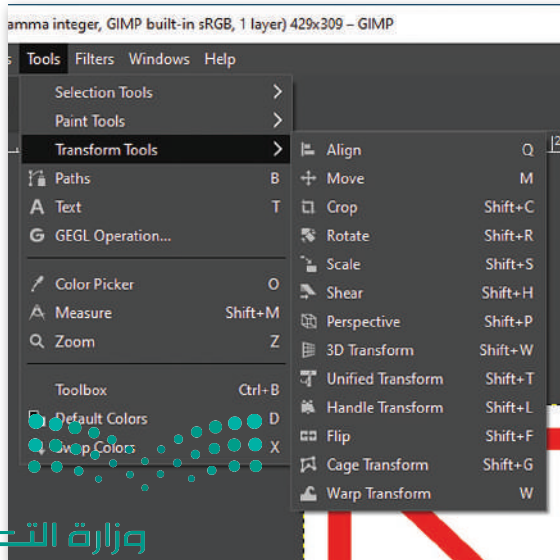 amma integer, GIMP built-in sRGB, 1 layer) 429x309 – GIMP
s Tools Filters Windows Help
Selection Tools
Paint Tools
Transform Tools
Paths B
Text T
GEGL Operation...
Color Picker O
Measure Shift+M
Zoom Z
Toolbox Ctrl+B
Default Colors D
Swap Colors X
Align Q
Move M
Crop Shift+C
Rotate Shift+R
Scale Shift+S
Shear Shift+H
Perspective Shift+P
3D Transform Shift+W
Unified Transform Shift+T
Handle Transform Shift+L
Flip Shift+F
Cage Transform Shift+G
Warp Transform W
وزارة التـ